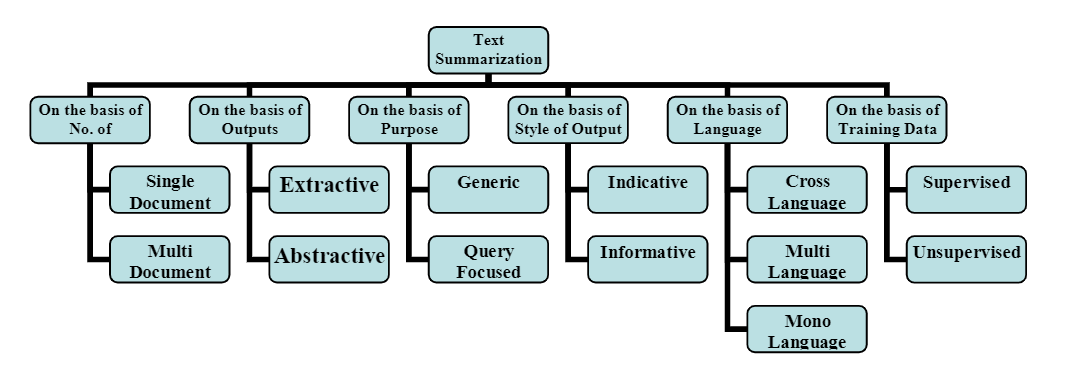 Text
Summarization
On the basis of
No. of
On the basis of
Outputs
On the basis of
Purpose
On the basis of
Style of Output
On the basis of
Language
On the basis of
Training Data
Single
Document
Extractive
Generic
Indicative
Cross
Language
Supervised
Multi
Document
Abstractive
Query
Focused
Informative
Multi
Language
Unsupervised
Mono
Language